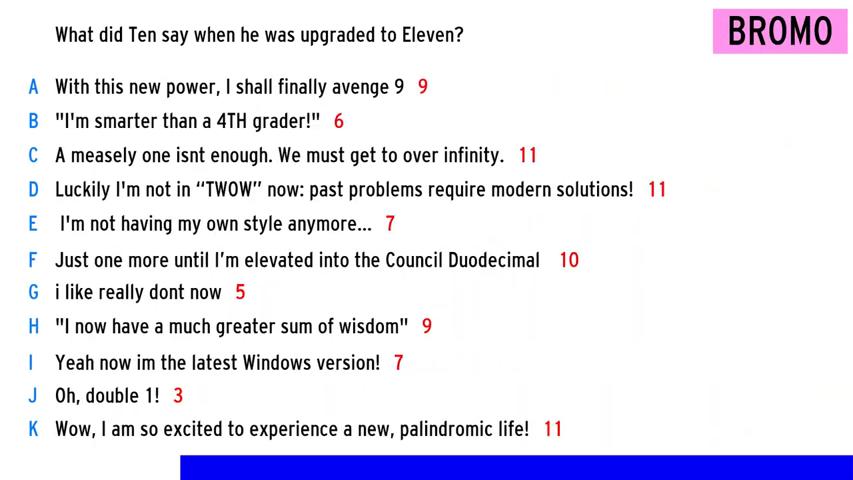 What did Ten say when he was upgraded to Eleven?
BROMO
A With this new power, I shall finally avenge 9 9
B "I'm smarter than a 4TH grader!" 6
C A measely one isnt enough. We must get to over infinity. 11
D Luckily I'm not in “TWOW” now: past problems require modern solutions! 11
E I'm not having my own style anymore... 7
F Just one more until I’m elevated into the Council Duodecimal 10
G i like really dont now 5
H "I now have a much greater sum of wisdom" 9
I Yeah now im the latest Windows version! 7
J Oh, double 1! 3
K Wow, I am so excited to experience a new, palindromic life! 11